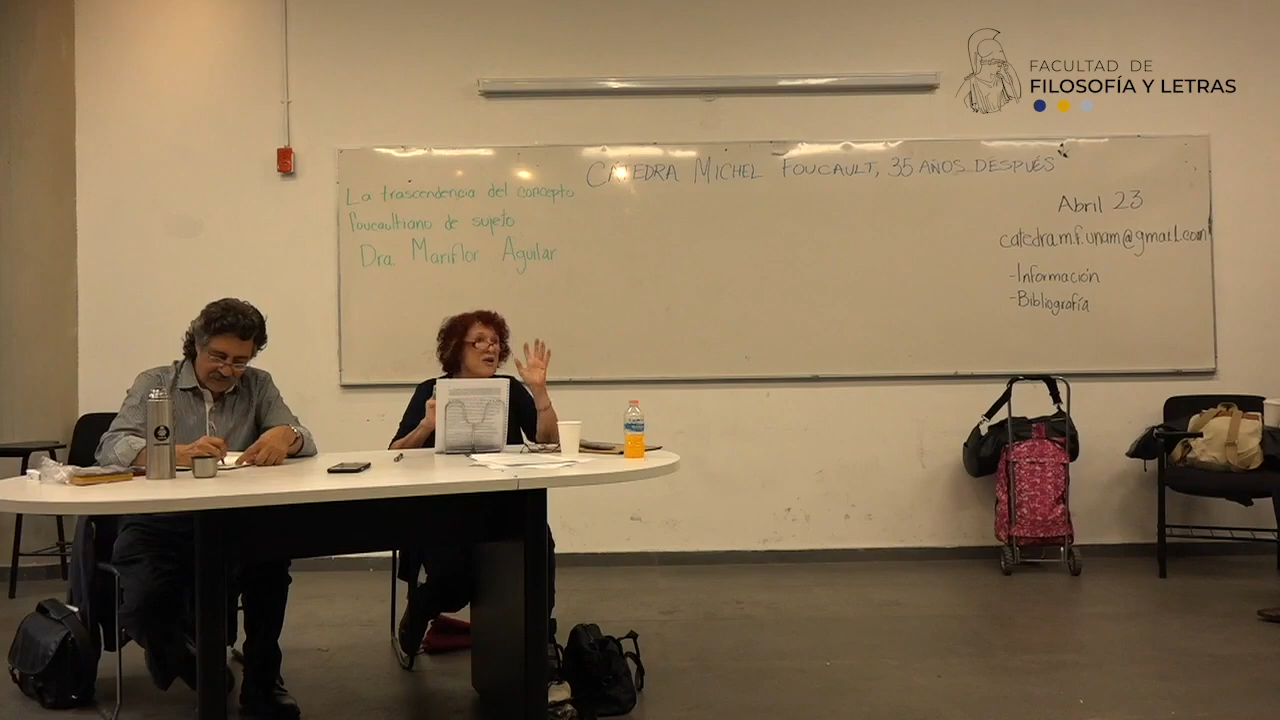 FACULTAD DE
FILOSOFÍA Y LETRAS
CÁTEDRA MICHEL FOUCAULT, 35 AÑOS DESPUÉS
La trascendencia del concepto
foucaultiano de sujeto
Dra. Mariflor Aguilar
Abril 23
catedra.m.f.unam@gmail.com
-Información
-Bibliografía